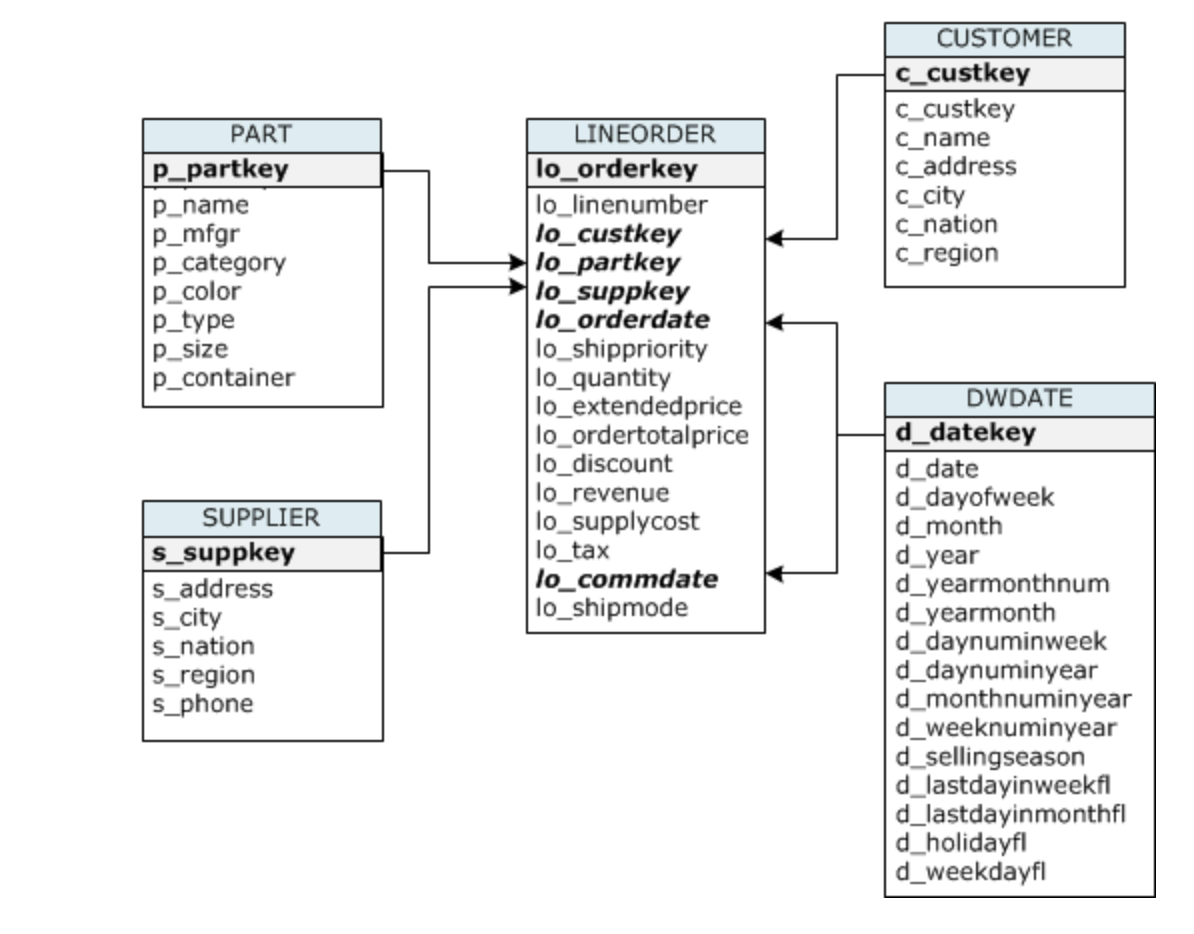 PART
p_partkey
p_name
p_mfgr
p_category
p_color
p_type
p_size
p_container
SUPPLIER
s_suppkey
s_address
s_city
s_nation
s_region
s_phone
LINEORDER
lo_orderkey
lo_linenumber
lo_custkey
lo_partkey
lo_suppkey
lo_orderdate
lo_shippriority
lo_quantity
lo_extendedprice
lo_ordertotalprice
lo_discount
lo_revenue
lo_supplycost
lo_tax
lo_commdate
lo_shipmode
CUSTOMER
c_custkey
c_custkey
c_name
c_address
c_city
c_nation
c_region
DWDATE
d_datekey
d_date
d_dayofweek
d_month
d_year
d_yearmonthnum
d_yearmonth
d_daynuminweek
d_daynuminyear
d_monthnuminyear
d_weeknuminyear
d_sellingseason
d_lastdayinweekfl
d_lastdayinmonthfl
d_holidayfl
d_weekdayfl